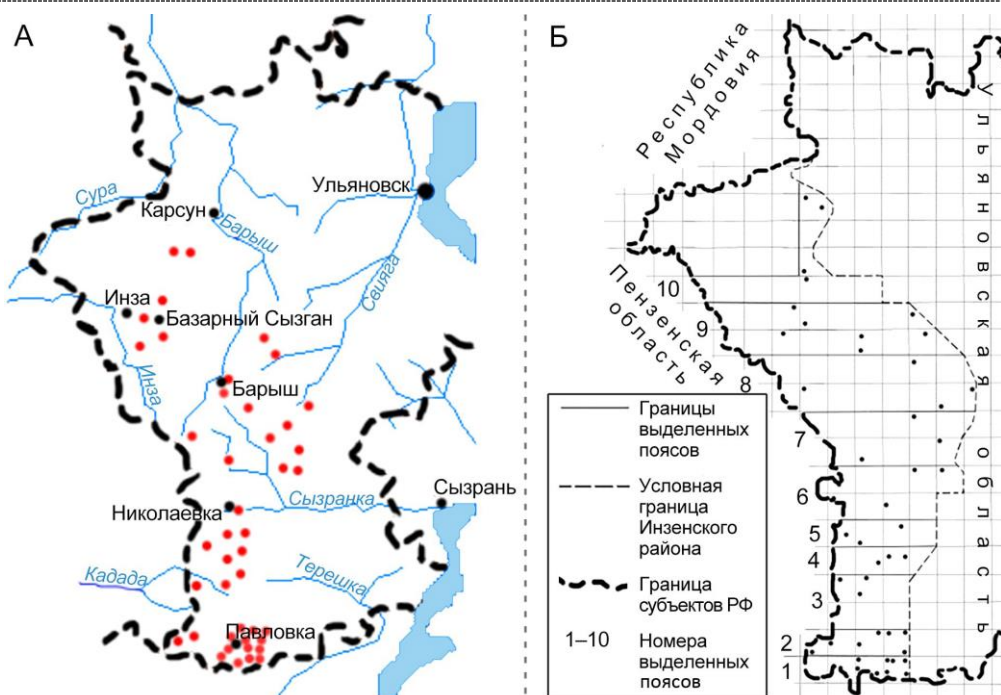 А
Сура
Ульяновск
Карсун
Барыш
Свияга
Инза
Базарный Сызган
Инза
Барыш
Сызранка
Сызрань
Николаевка
Кадада
Терешка
Павловка
Б
Республика
Мордовия
Пензенская
область
Ульяновская область
10
9
8
7
6
5
4
3
2
1
Границы
выделенных
поясов
Условная
граница
Инзенского
района
Граница
субъектов РФ
1–10
Номера
выделенных
поясов